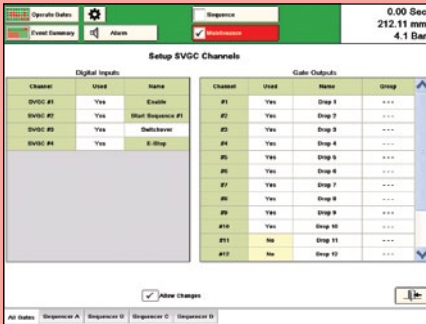 Operate Gates
Sequence
0.00 Sec
212.11 mm
4.1 Bar
Event Summary
Alarm
Maintenance
Setup SVGC Channels
Digital Inputs
Gate Outputs
Channel Used Name
Channel Used Name Group
SVGC #1 Yes Enable
#1 Yes Drop 1 - - -
SVGC #2 Yes Start Sequence #1
#2 Yes Drop 2 - - -
SVGC #3 Yes Switchover
#3 Yes Drop 3 - - -
SVGC #4 Yes E-Stop
#4 Yes Drop 4 - - -
#5 Yes Drop 5 - - -
#6 Yes Drop 6 - - -
#7 Yes Drop 7 - - -
#8 Yes Drop 8 - - -
#9 Yes Drop 9 - - -
#10 Yes Drop 10 - - -
#11 No Drop 11 - - -
#12 No Drop 12 - - -
Allow Changes
All Gates Sequencer A Sequencer B Sequencer C Sequencer D